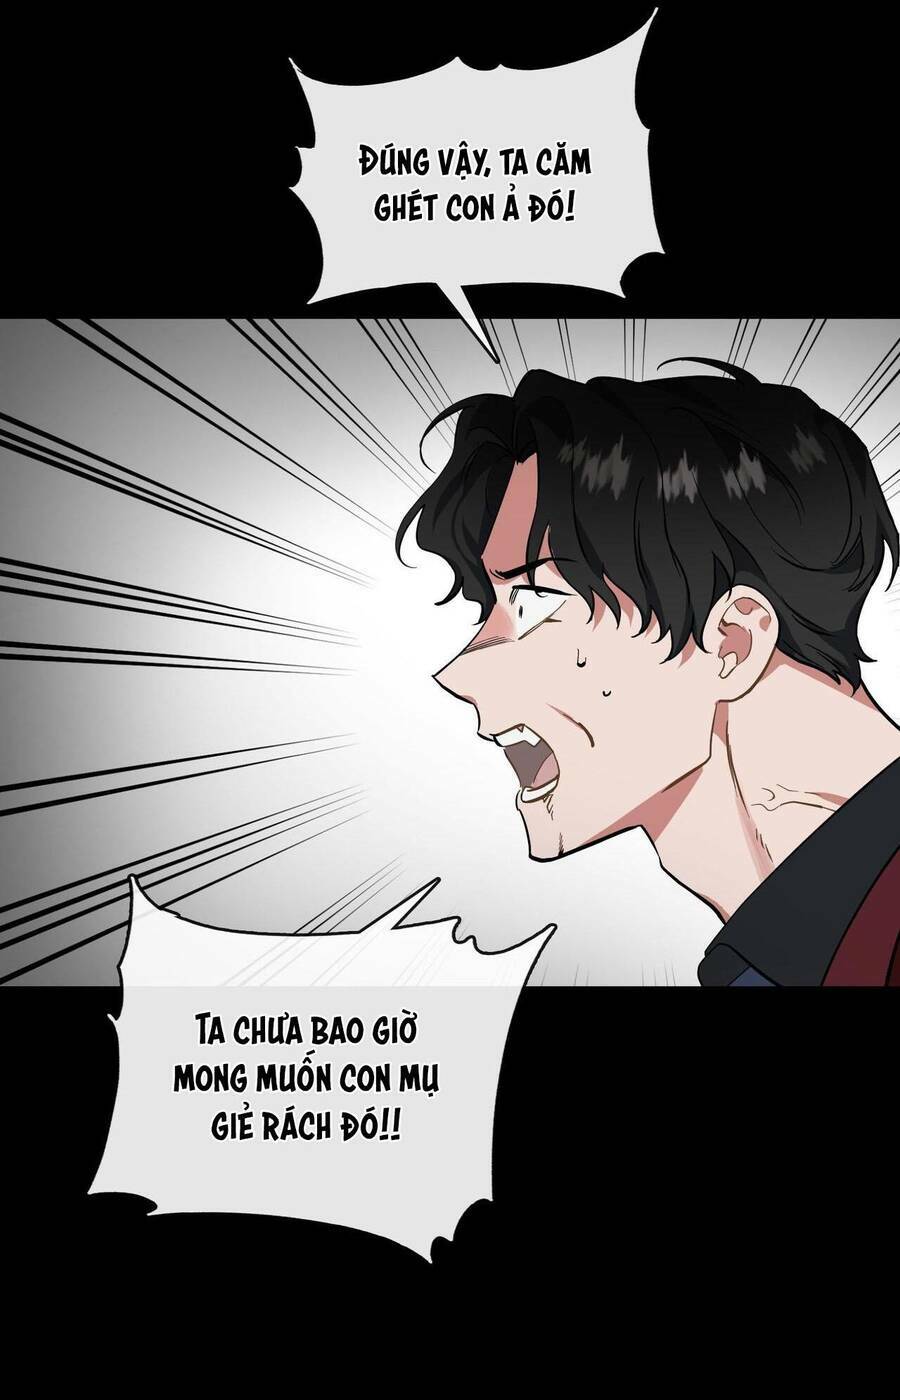 ĐÚNG VẬY, TA CĂM
GHÉT CON Ả ĐÓ!
TA CHƯA BAO GIỜ
MONG MUỐN CON MỤ
GIẺ RÁCH ĐÓ!!